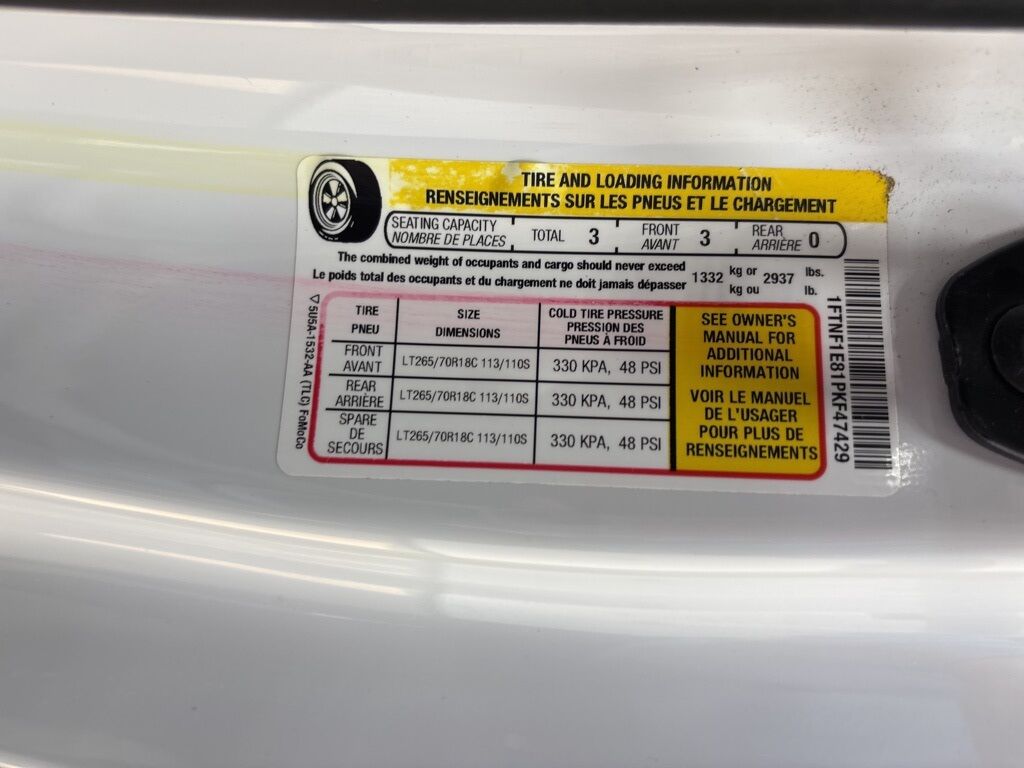 TIRE AND LOADING INFORMATION
RENSEIGNEMENTS SUR LES PNEUS ET LE CHARGEMENT
SEATING CAPACITY
NOMBRE DE PLACES
TOTAL 3
FRONT
AVANT
3
REAR
ARRIÈRE
0
The combined weight of occupants and cargo should never exceed
Le poids total des occupants et du chargement ne doit jamais dépasser
1332 kg or 2937 lbs.
kg ou lb.
TIRE
PNEU
SIZE
DIMENSIONS
COLD TIRE PRESSURE
PRESSION DES
PNEUS À FROID
FRONT
AVANT
LT265/70R18C 113/110S
330 KPA, 48 PSI
REAR
ARRIÈRE
LT265/70R18C 113/110S
330 KPA, 48 PSI
SPARE
DE
SECOURS
LT265/70R18C 113/110S
330 KPA, 48 PSI
SEE OWNER'S
MANUAL FOR
ADDITIONAL
INFORMATION
VOIR LE MANUEL
DE L'USAGER
POUR PLUS DE
RENSEIGNEMENTS
5U5A-1532-AA (TLC) FoMoCo
1FTNF1E81PKF47429